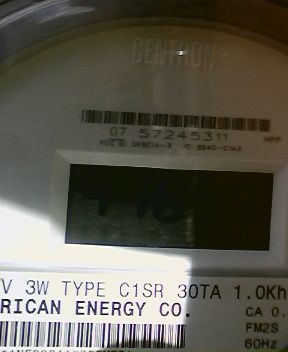 CENTRON
07 57245311
V 3W TYPE C1SR 30TA 1.0Kh
RICAN ENERGY CO.
CA 0.
FM2S
60Hz